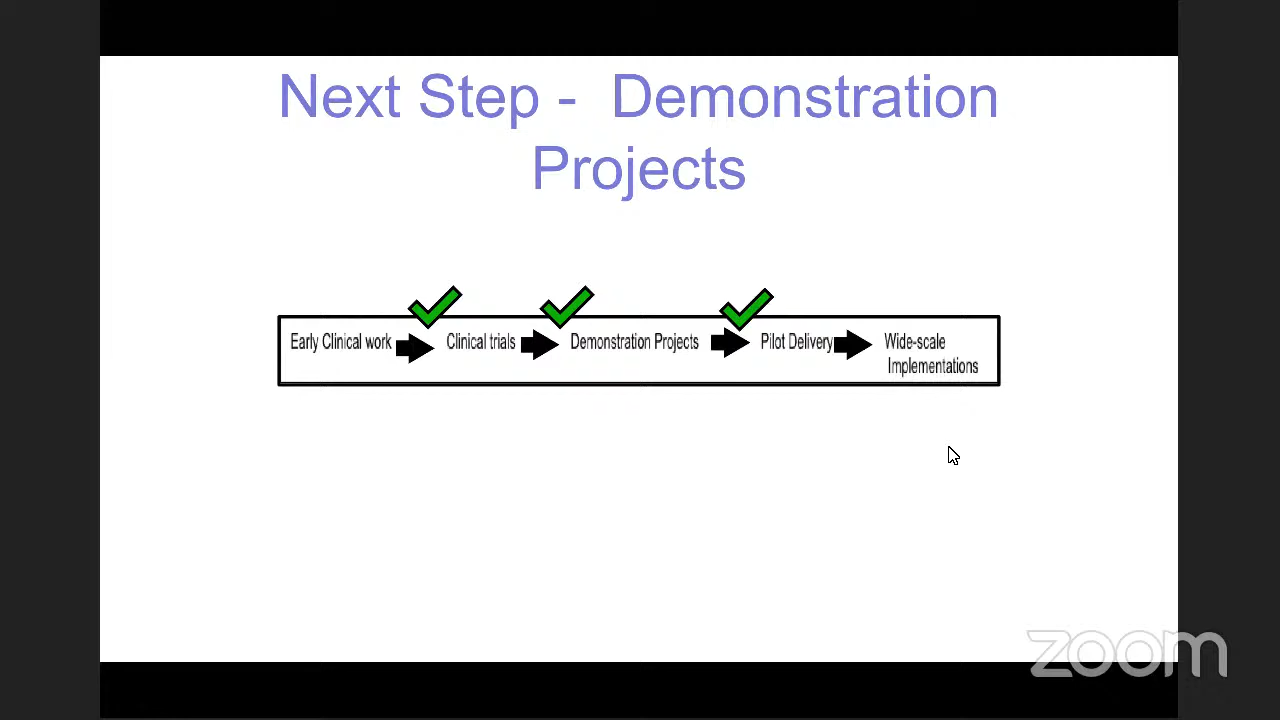 Next Step - Demonstration
Projects
Early Clinical work Clinical trials Demonstration Projects Pilot Delivery Wide-scale
Implementations
zoom